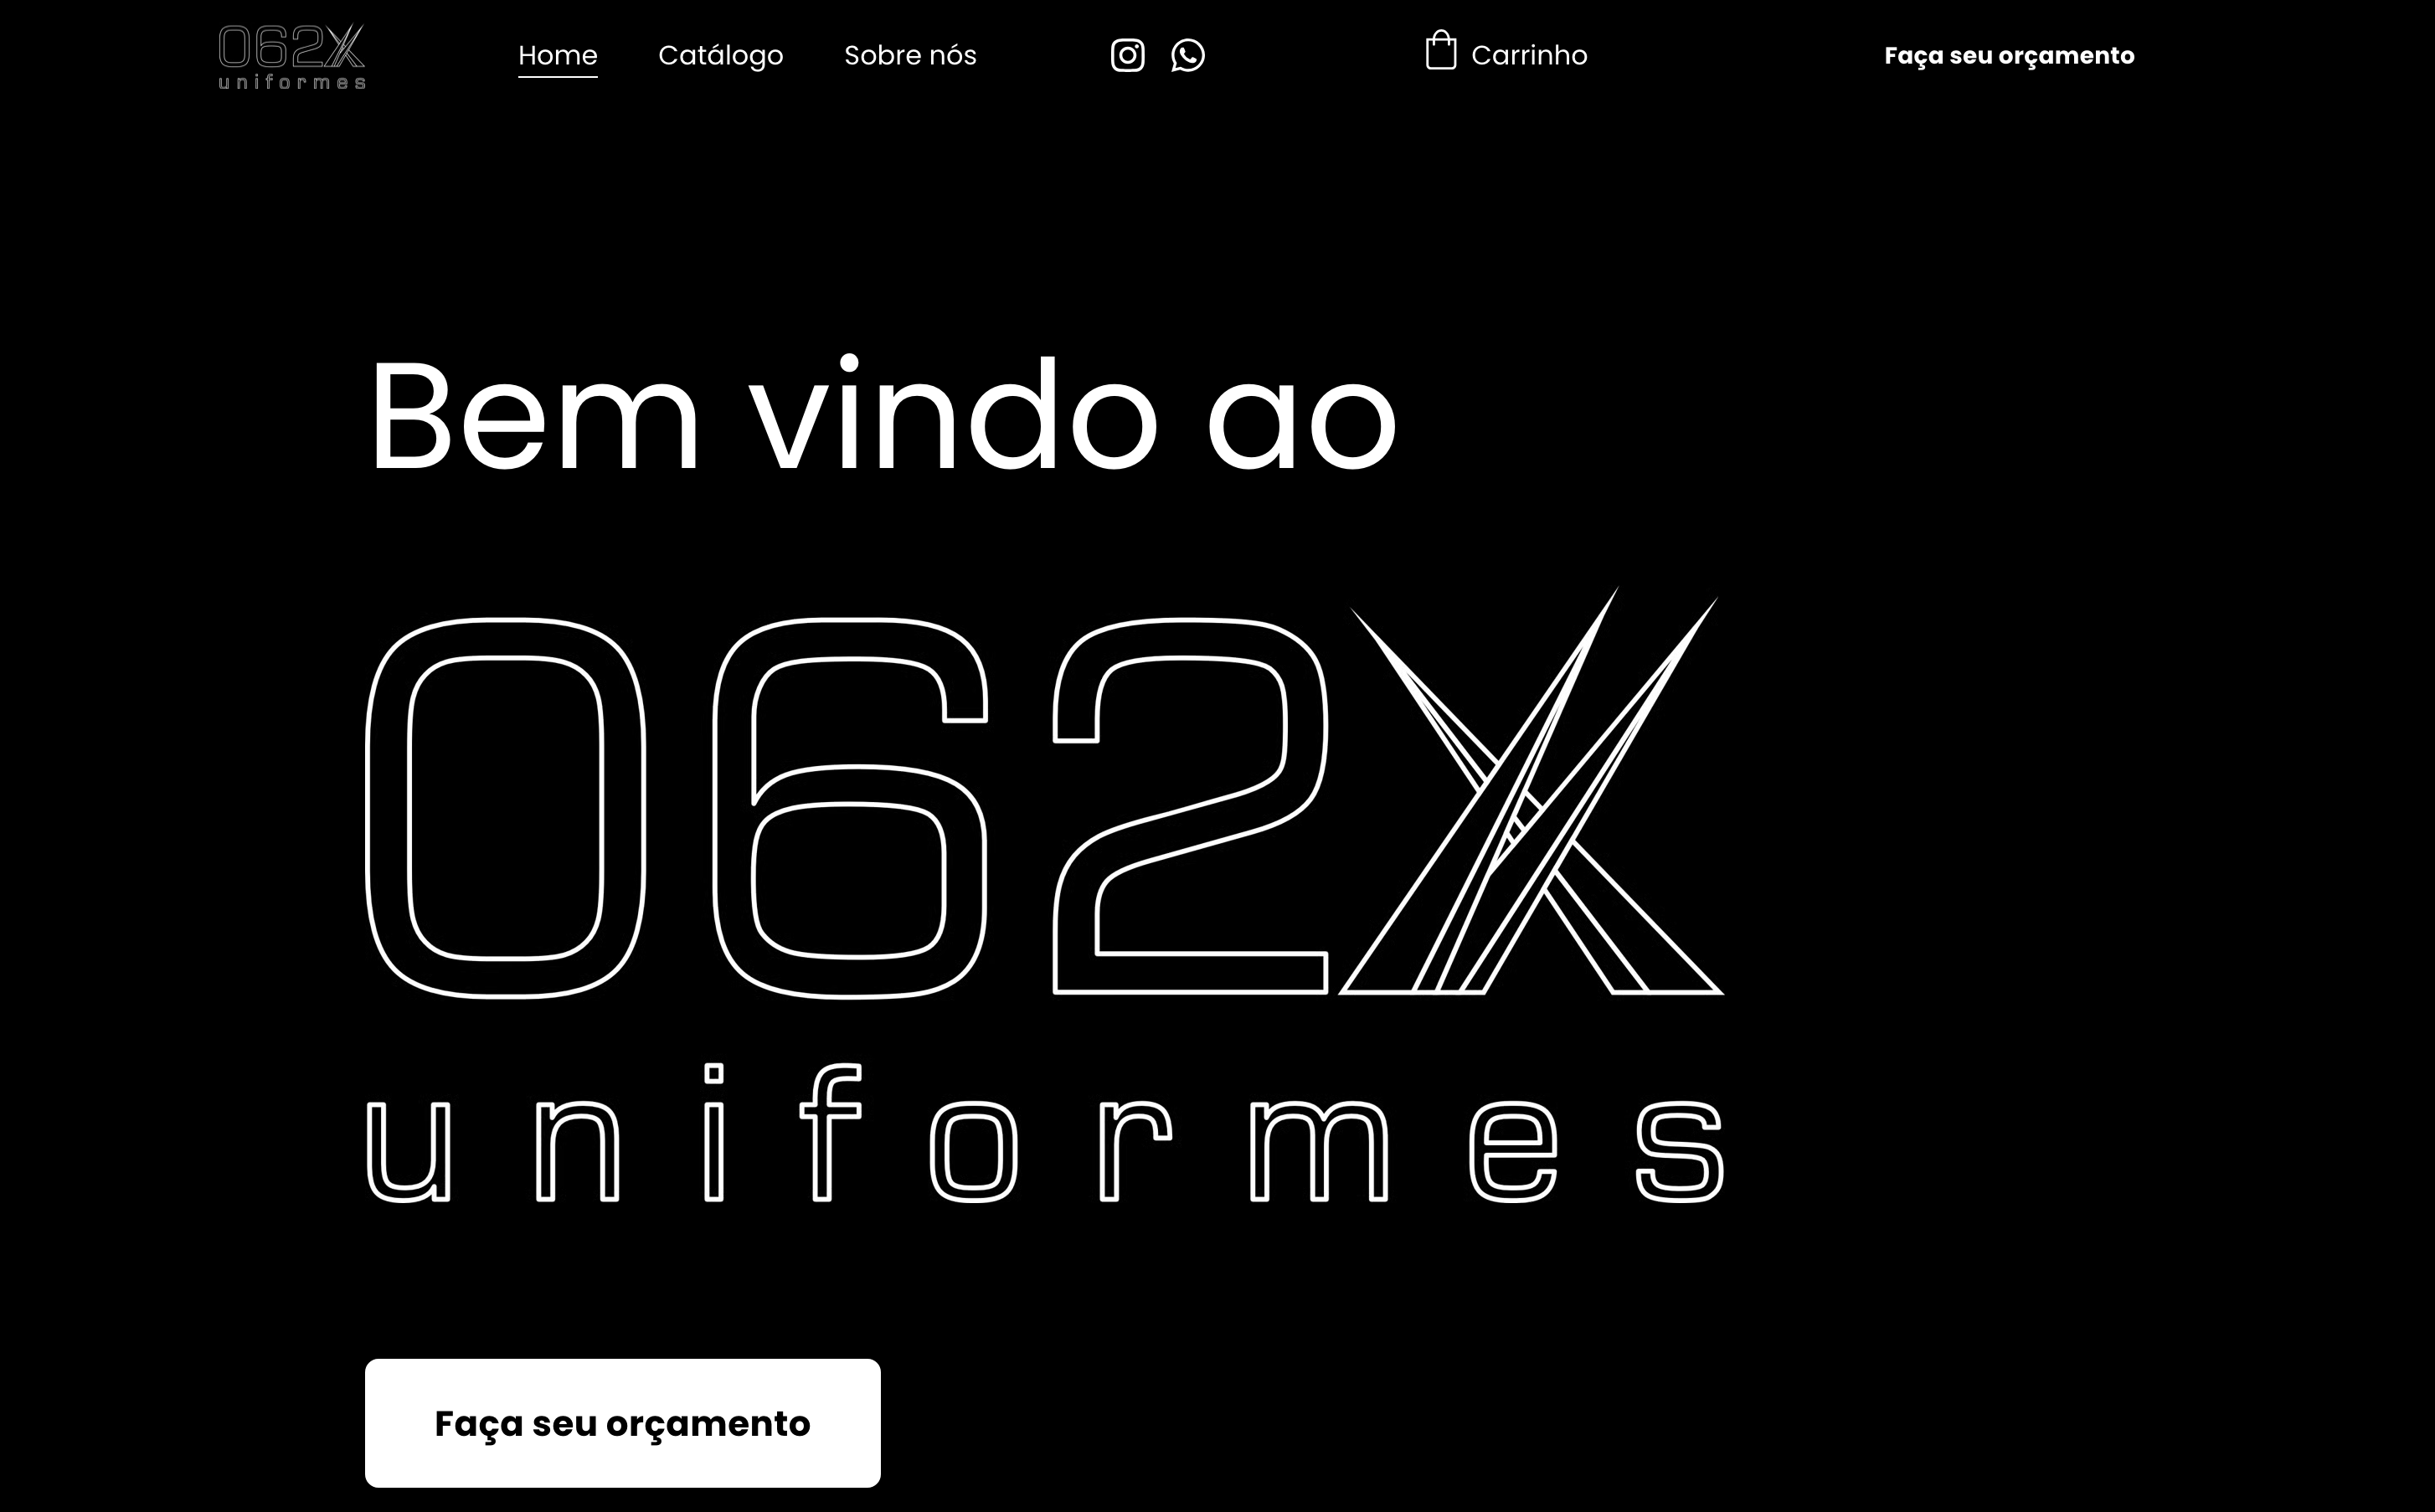 062X
uniformes
Home
Catálogo
Sobre nós
Carrinho
Faça seu orçamento
Bem vindo ao
062X
uniformes
Faça seu orçamento